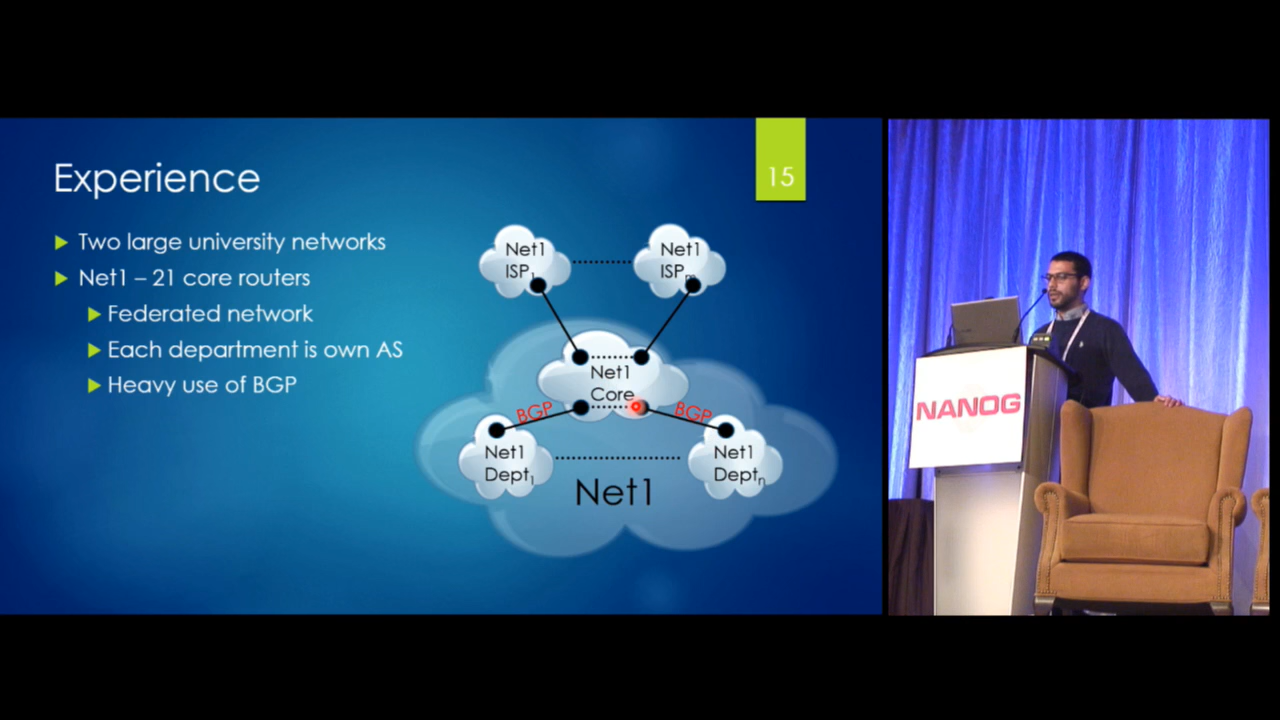 Experience
15
Two large university networks
Net1 – 21 core routers
Federated network
Each department is own AS
Heavy use of BGP
Net1
ISP1
Net1
ISPm
Net1
Core
BGP
BGP
Net1
Dept1
Net1
Deptn
Net1
NANOG